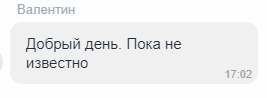 Валентин
Добрый день. Пока не
известно
17:02